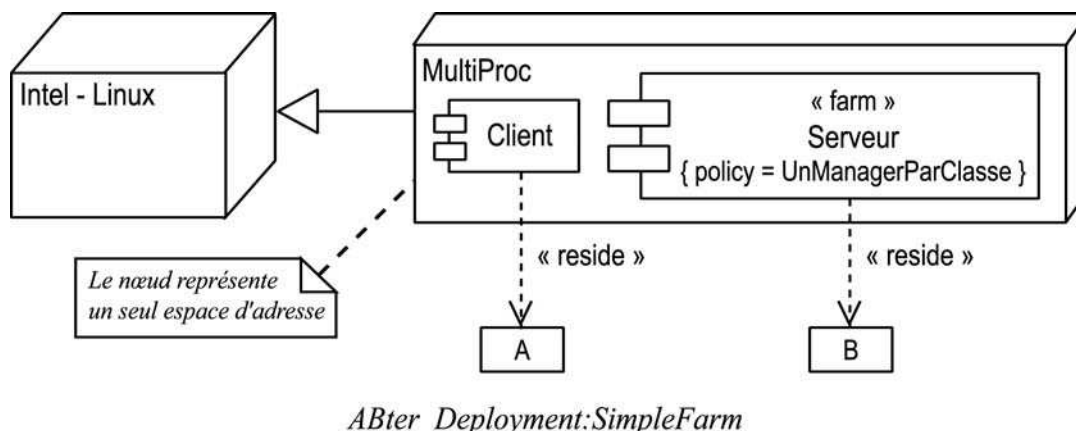 Intel - Linux
MultiProc
Client
« farm »
Serveur
{ policy = UnManagerParClasse }
« reside »
« reside »
Le nœud représente
un seul espace d'adresse
A
B
ABter Deployment:SimpleFarm